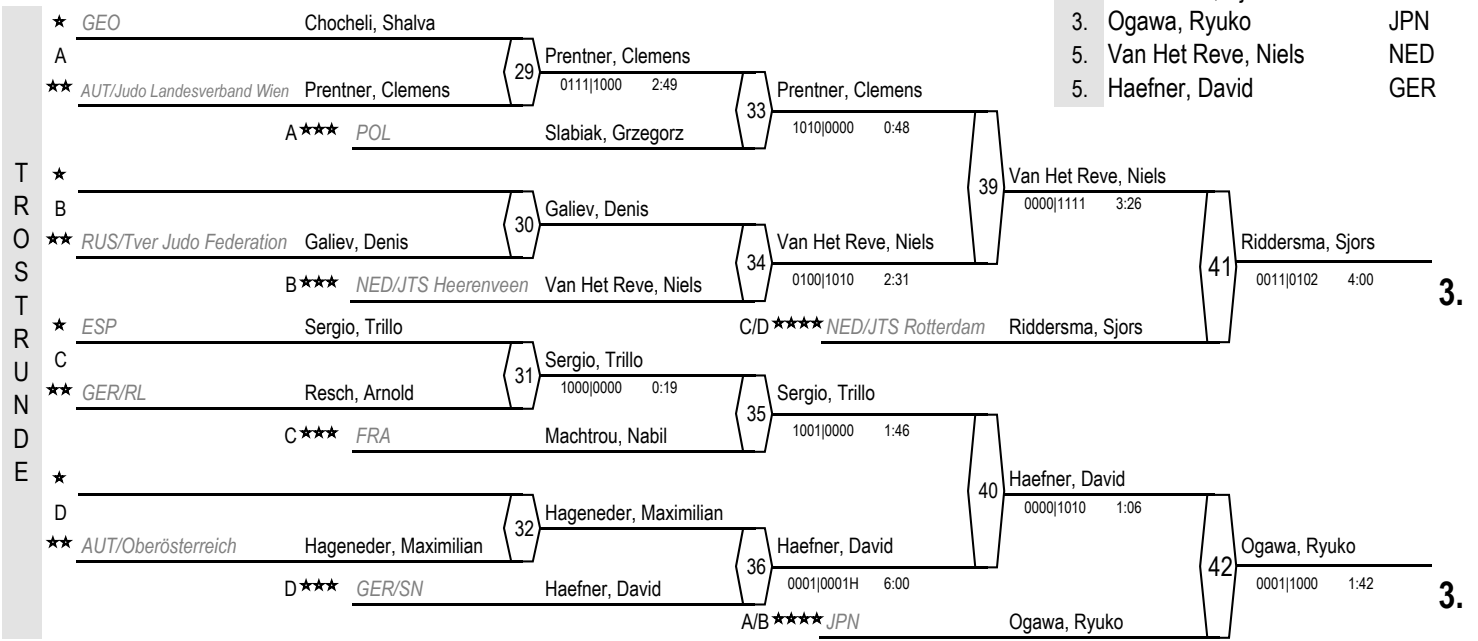 ★ GEO Chocheli, Shalva
3. Ogawa, Ryuko JPN
A
Prentner, Clemens
5. Van Het Reve, Niels NED
29
0111|1000 2:49
★★ AUT/Judo Landesverband Wien Prentner, Clemens
Prentner, Clemens
5. Haefner, David GER
33
1010|0000 0:48
A★★★ POL Slabiak, Grzegorz
TROSTRUNDE
★
39
Van Het Reve, Niels
0000|1111 3:26
B
Galiev, Denis
30
★★ RUS/Tver Judo Federation Galiev, Denis
Van Het Reve, Niels
34
0100|1010 2:31
Riddersma, Sjors
41
0011|0102 4:00
3.
B★★★ NED/JTS Heerenveen Van Het Reve, Niels
★ ESP Sergio, Trillo
C/D★★★★ NED/JTS Rotterdam Riddersma, Sjors
C
Sergio, Trillo
31
1000|0000 0:19
★★ GER/RL Resch, Arnold
Sergio, Trillo
35
1001|0000 1:46
C★★★ FRA Machtrou, Nabil
★
40
Haefner, David
0000|1010 1:06
D
Hageneder, Maximilian
32
★★ AUT/Oberösterreich Hageneder, Maximilian
Haefner, David
36
0001|0001H 6:00
Ogawa, Ryuko
42
0001|1000 1:42
3.
D★★★ GER/SN Haefner, David
A/B★★★★ JPN Ogawa, Ryuko